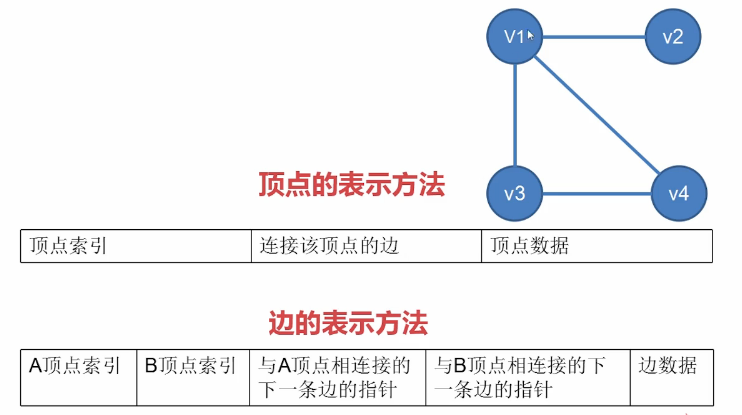 V1
v2
顶点的表示方法
v3
v4
顶点索引
连接该顶点的边
顶点数据
边的表示方法
A顶点索引
B顶点索引
与A顶点相连接的
下一条边的指针
与B顶点相连接的下
一条边的指针
边数据